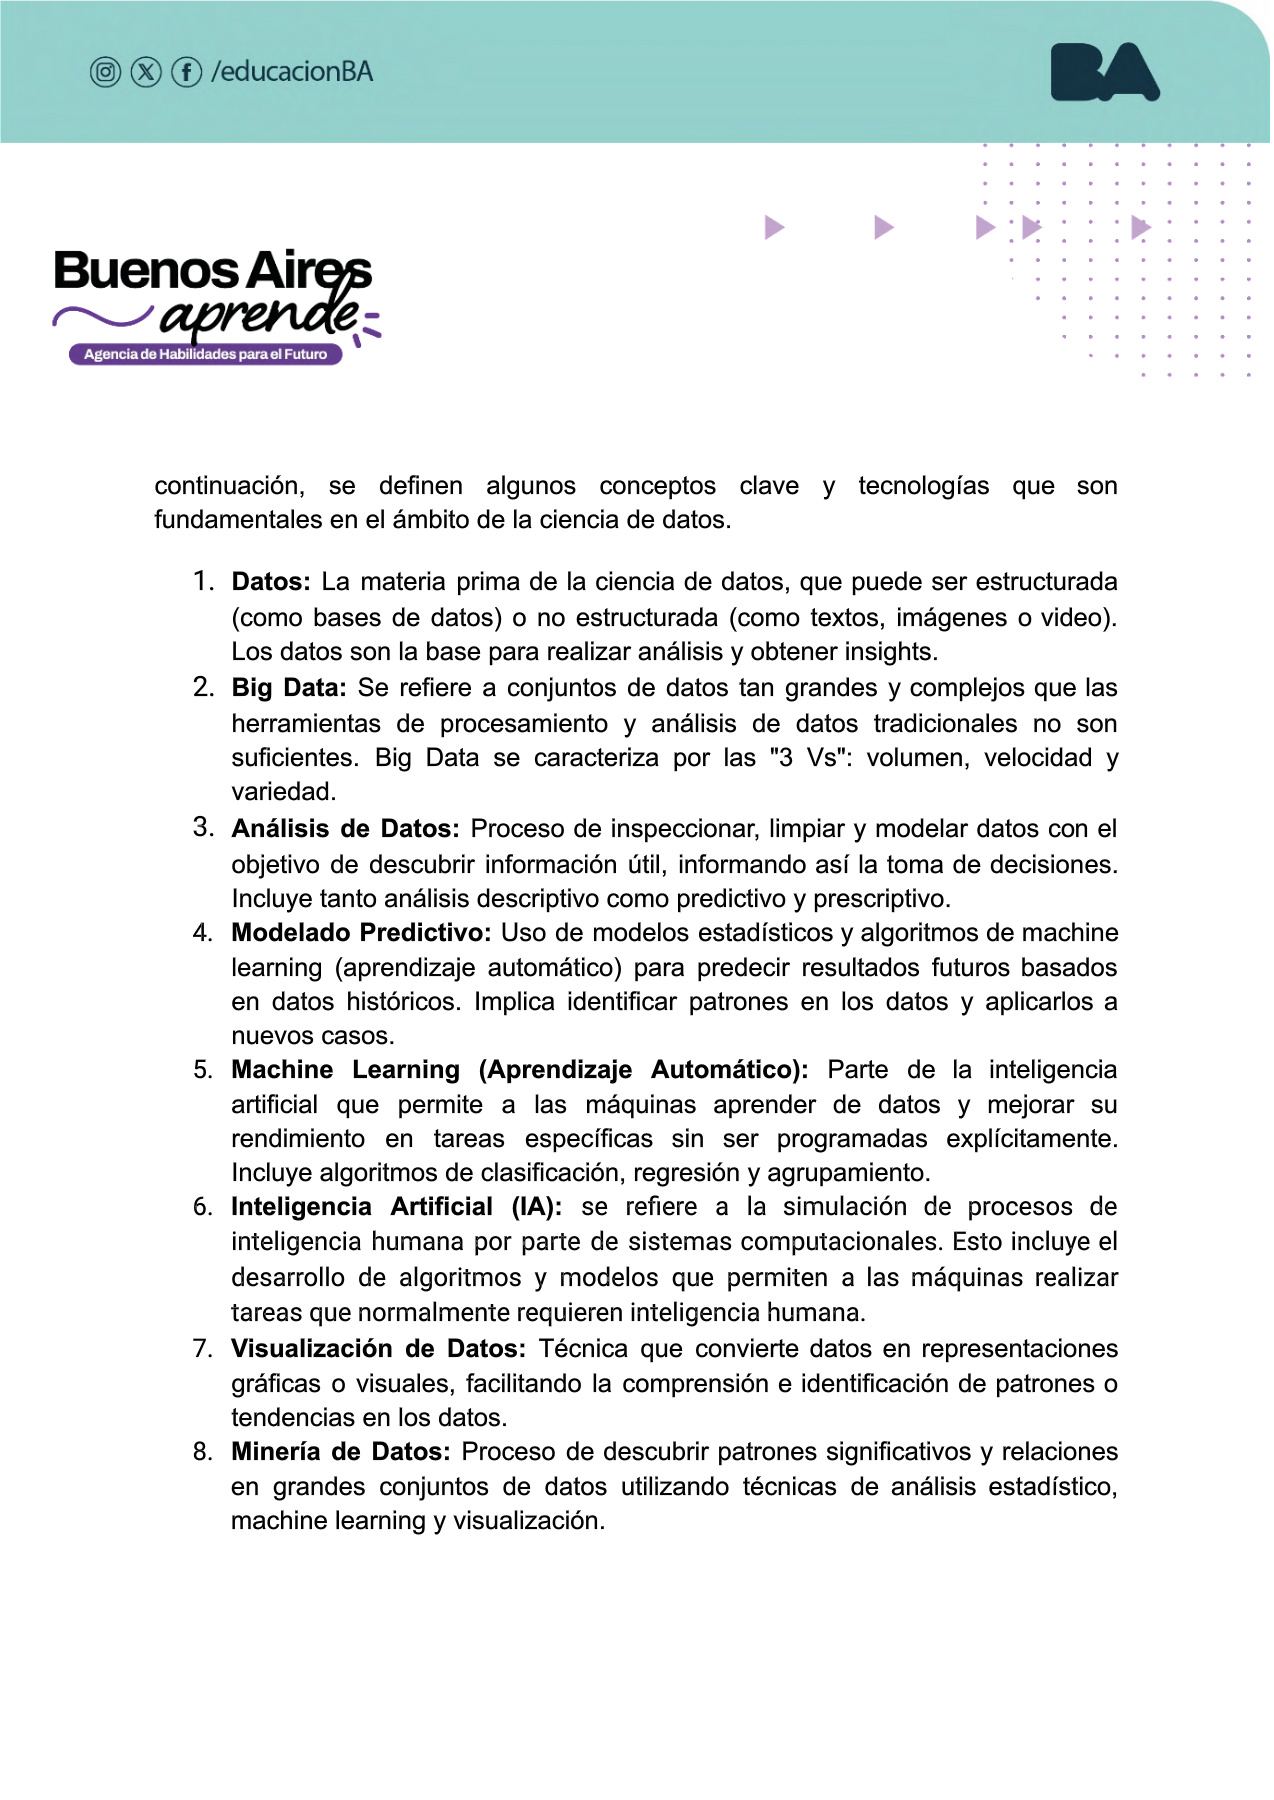 /educacionBA
BA
Buenos Aires
aprende
Agencia de Habilidades para el Futuro
continuación, se definen algunos conceptos clave y tecnologías que son
fundamentales en el ámbito de la ciencia de datos.
1. Datos: La materia prima de la ciencia de datos, que puede ser estructurada
(como bases de datos) o no estructurada (como textos, imágenes o video).
Los datos son la base para realizar análisis y obtener insights.
2. Big Data: Se refiere a conjuntos de datos tan grandes y complejos que las
herramientas de procesamiento y análisis de datos tradicionales no son
suficientes. Big Data se caracteriza por las "3 Vs": volumen, velocidad y
variedad.
3. Análisis de Datos: Proceso de inspeccionar, limpiar y modelar datos con el
objetivo de descubrir información útil, informando así la toma de decisiones.
Incluye tanto análisis descriptivo como predictivo y prescriptivo.
4. Modelado Predictivo: Uso de modelos estadísticos y algoritmos de machine
learning (aprendizaje automático) para predecir resultados futuros basados
en datos históricos. Implica identificar patrones en los datos y aplicarlos a
nuevos casos.
5. Machine Learning (Aprendizaje Automático): Parte de la inteligencia
artificial que permite a las máquinas aprender de datos y mejorar su
rendimiento en tareas específicas sin ser programadas explícitamente.
Incluye algoritmos de clasificación, regresión y agrupamiento.
6. Inteligencia Artificial (IA): se refiere a la simulación de procesos de
inteligencia humana por parte de sistemas computacionales. Esto incluye el
desarrollo de algoritmos y modelos que permiten a las máquinas realizar
tareas que normalmente requieren inteligencia humana.
7. Visualización de Datos: Técnica que convierte datos en representaciones
gráficas o visuales, facilitando la comprensión e identificación de patrones o
tendencias en los datos.
8. Minería de Datos: Proceso de descubrir patrones significativos y relaciones
en grandes conjuntos de datos utilizando técnicas de análisis estadístico,
machine learning y visualización.